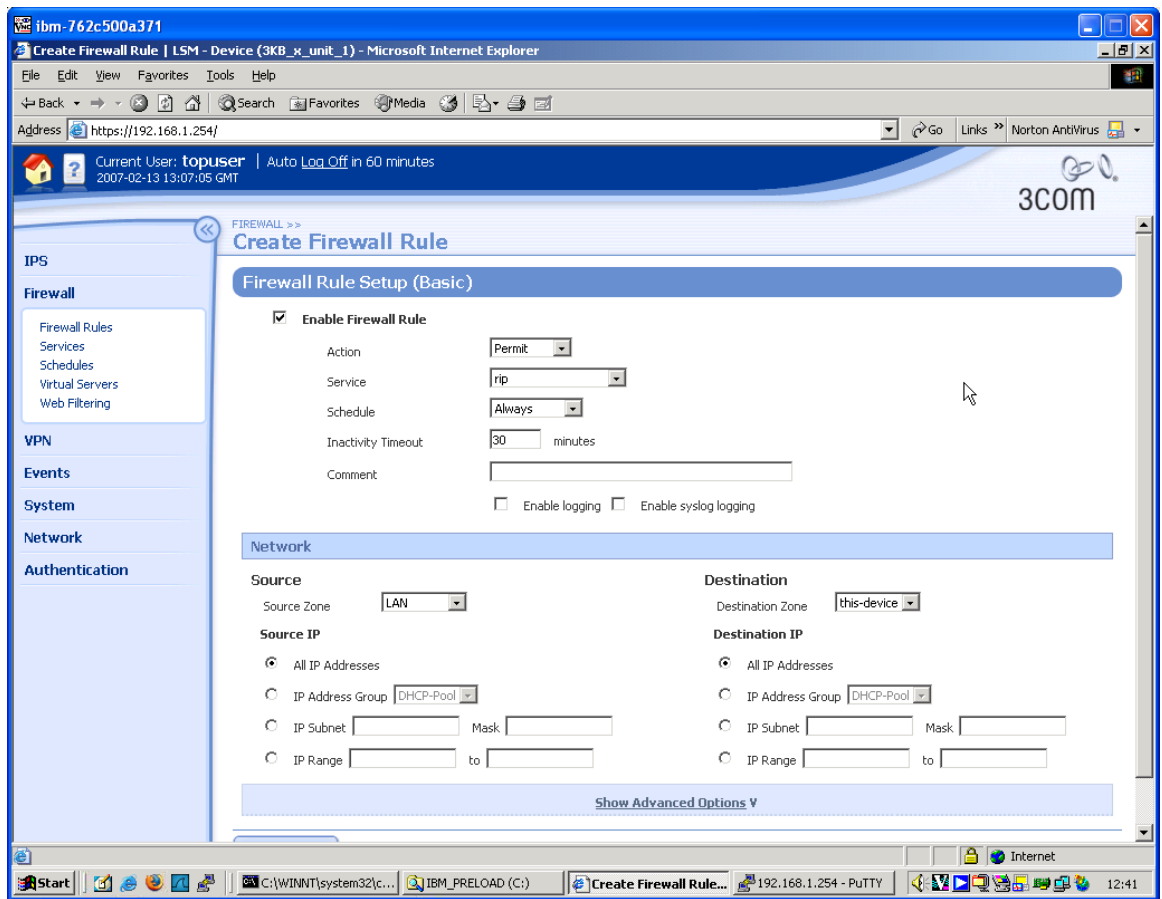 ibm-762c500a371
Create Firewall Rule | LSM - Device (3KB_x_unit_1) - Microsoft Internet Explorer
File Edit View Favorites Tools Help
Back Search Favorites Media
Address https://192.168.1.254/ Go Links » Norton AntiVirus
Current User: topuser | Auto Log Off in 60 minutes
2007-02-13 13:07:05 GMT
3COM
FIREWALL >>
Create Firewall Rule
IPS
Firewall
Firewall Rules
Services
Schedules
Virtual Servers
Web Filtering
VPN
Events
System
Network
Authentication
Firewall Rule Setup (Basic)
Enable Firewall Rule
Action Permit
Service rip
Schedule Always
Inactivity Timeout 30 minutes
Comment
Enable logging Enable syslog logging
Network
Source
Source Zone LAN
Source IP
All IP Addresses
IP Address Group DHCP-Pool
IP Subnet Mask
IP Range to
Destination
Destination Zone this-device
Destination IP
All IP Addresses
IP Address Group DHCP-Pool
IP Subnet Mask
IP Range to
Show Advanced Options V
Internet
Start C:\WINNT\system32\c... IBM_PRELOAD (C:) Create Firewall Rule... 192.168.1.254 - PuTTY 12:41